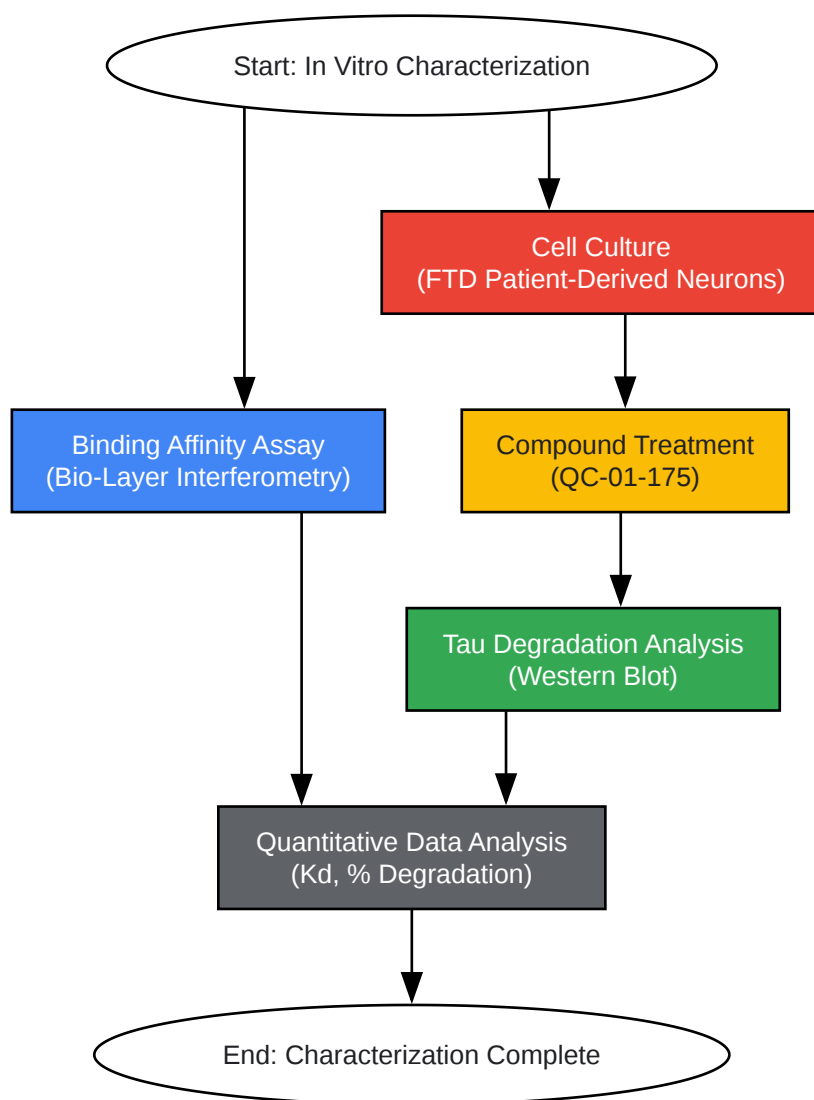 Start: In Vitro Characterization
Cell Culture
(FTD Patient-Derived Neurons)
Binding Affinity Assay
(Bio-Layer Interferometry)
Compound Treatment
(QC-01-175)
Tau Degradation Analysis
(Western Blot)
Quantitative Data Analysis
(Kd, % Degradation)
End: Characterization Complete